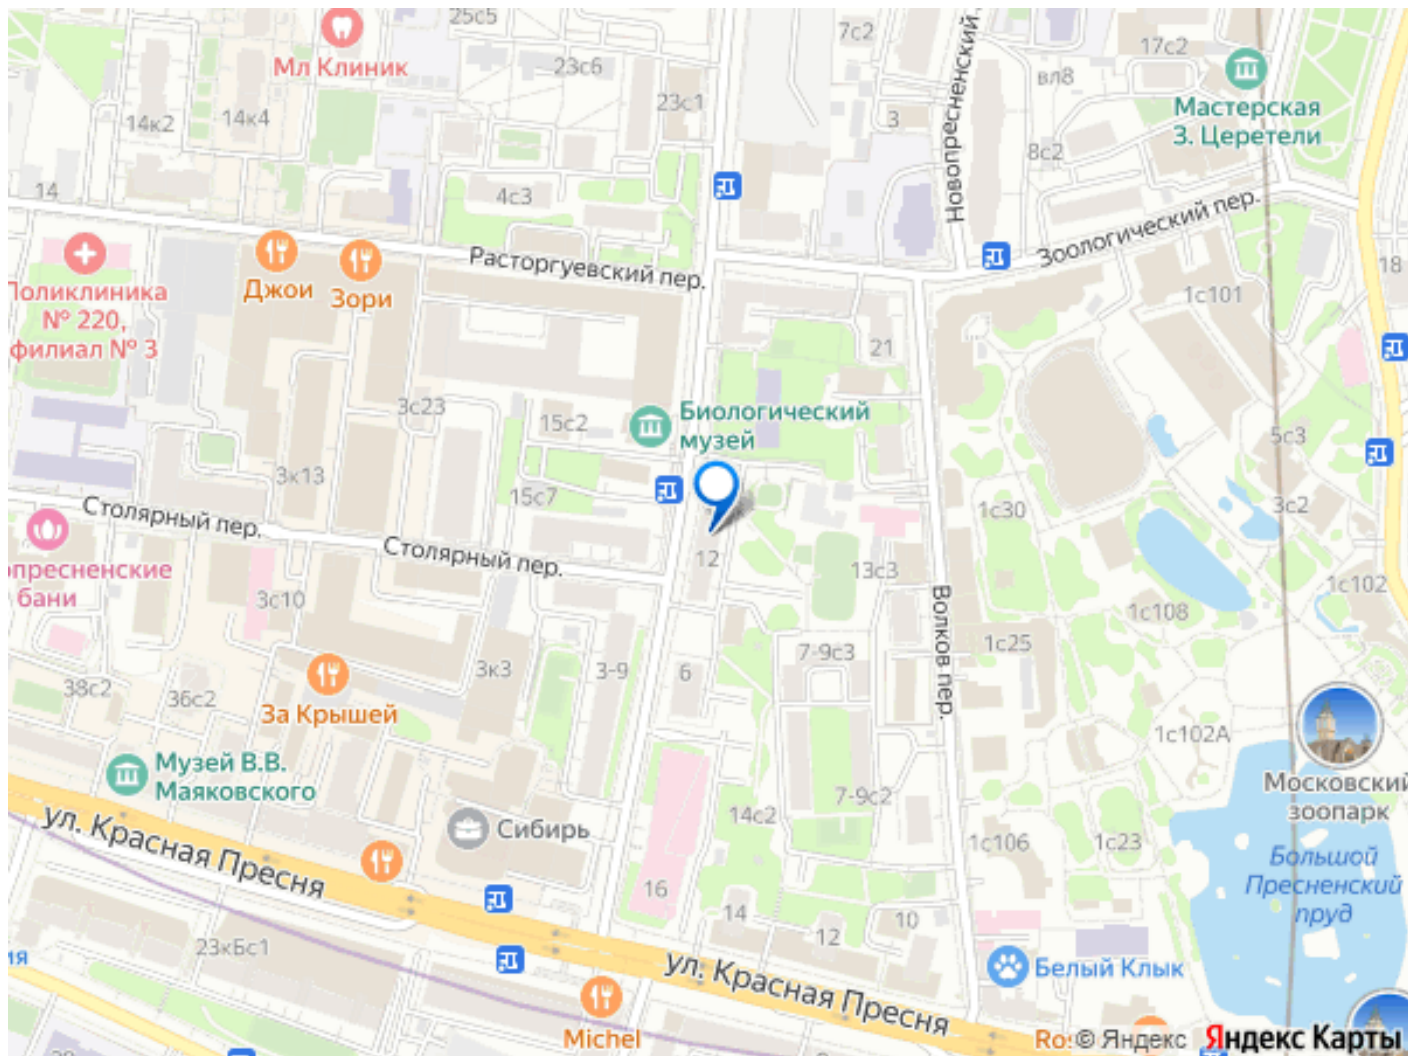 25с5
7с2
17с2
Мл Клиник
23с6
вл8
Мастерская
З. Церетели
23с1
14к2
14к4
3
8с2
Новопресненский
14
4с3
Зоологический пер.
Расторгуевский пер.
18
Джои
Зори
1с101
Поликлиника
№ 220,
филиал № 3
21
3с23
15с2
Биологический
музей
5с3
3к13
15с7
3с2
Столярный пер.
1с30
Столярный пер.
12
13с3
опресненские
бани
1с102
3с10
1с108
Волков пер.
1с25
7-9с3
3к3
3-9
6
38с2
36с2
За Крышей
1с102А
Музей В.В.
Маяковского
Московский
зоопарк
7-9с2
14с2
ул. Красная Пресня
Сибирь
1с106
1с23
Большой
Пресненский
пруд
16
14
10
12
23кБс1
ия
ул. Красная Пресня
Белый Клык
Michel
Ros
© Яндекс
Яндекс Карты